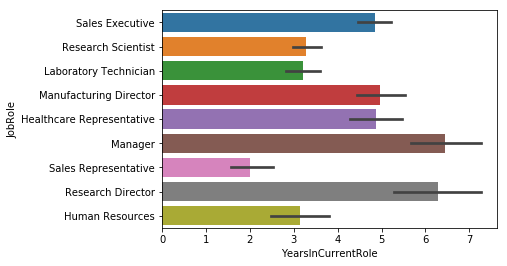 Sales Executive
Research Scientist
Laboratory Technician
Manufacturing Director
Healthcare Representative
Manager
Sales Representative
Research Director
Human Resources
JobRole
0 1 2 3 4 5 6 7
YearsInCurrentRole